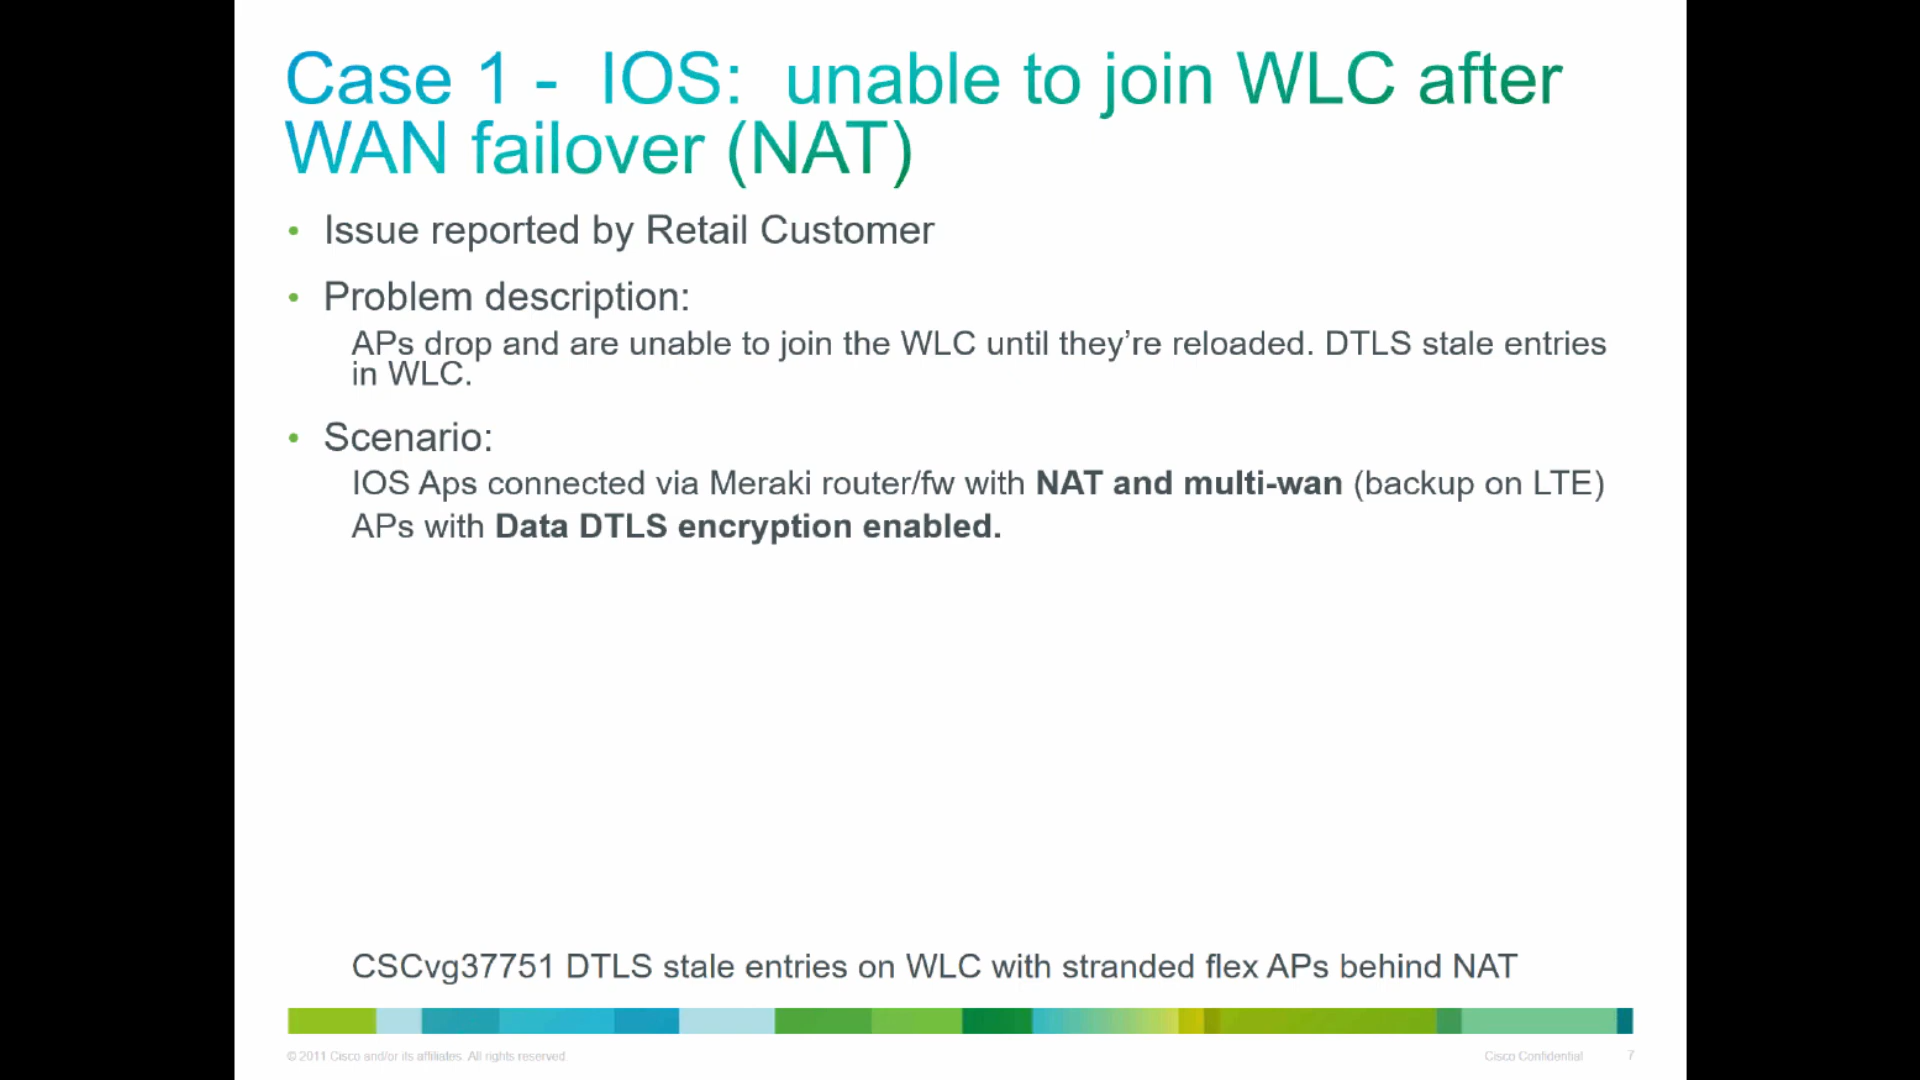 Case 1 -  IOS:  unable to join WLC after
WAN failover (NAT)
• Issue reported by Retail Customer
• Problem description:
APs drop and are unable to join the WLC until they’re reloaded. DTLS stale entries
in WLC.
• Scenario:
IOS Aps connected via Meraki router/fw with NAT and multi-wan (backup on LTE)
APs with Data DTLS encryption enabled.
CSCvg37751 DTLS stale entries on WLC with stranded flex APs behind NAT
© 2011 Cisco and/or its affiliates. All rights reserved.
Cisco Confidential
7